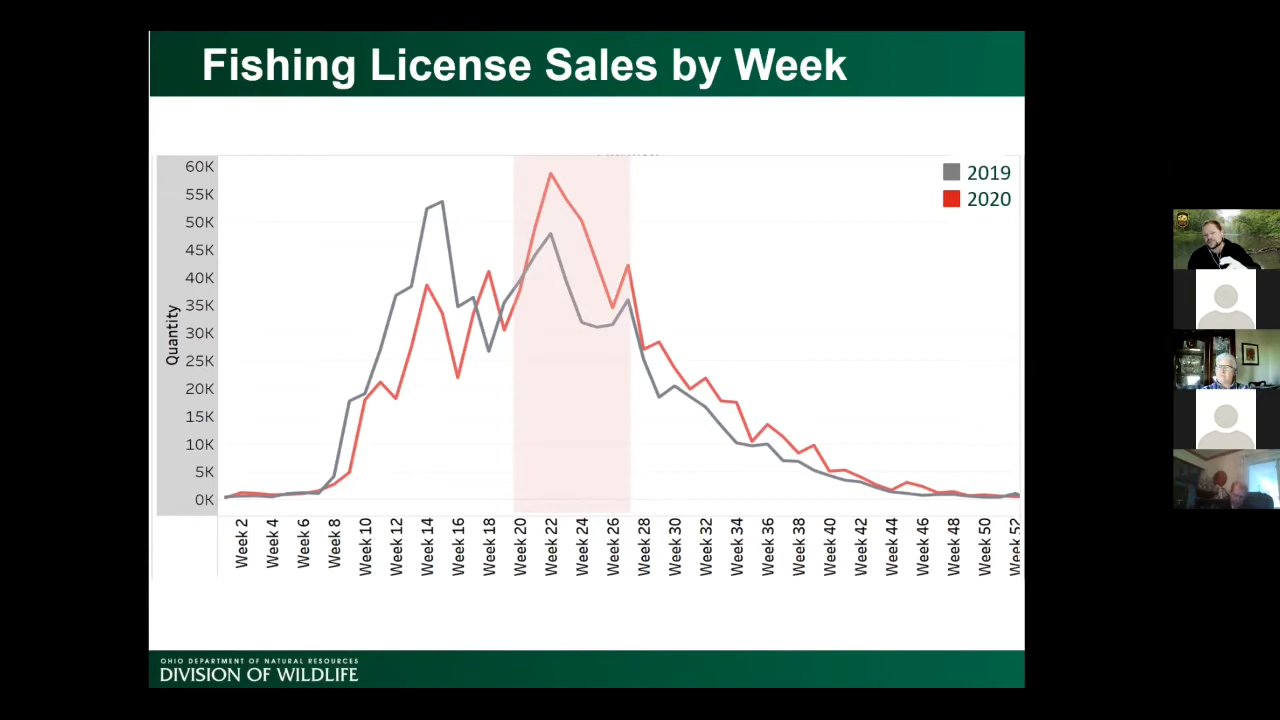 Fishing License Sales by Week
60K
55K
50K
45K
40K
35K
30K
25K
20K
15K
10K
5K
0K
Quantity
2019
2020
Week 2
Week 4
Week 6
Week 8
Week 10
Week 12
Week 14
Week 16
Week 18
Week 20
Week 22
Week 24
Week 26
Week 28
Week 30
Week 32
Week 34
Week 36
Week 38
Week 40
Week 42
Week 44
Week 46
Week 48
Week 50
Week 52
OHIO DEPARTMENT OF NATURAL RESOURCES
DIVISION OF WILDLIFE